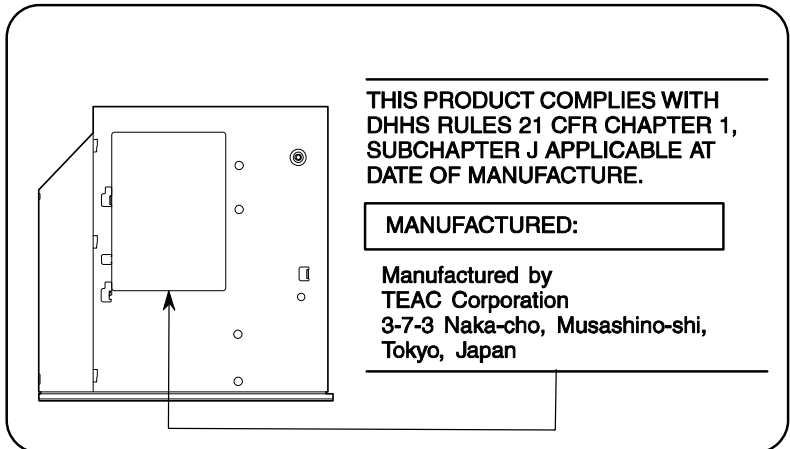 THIS PRODUCT COMPLIES WITH
DHHS RULES 21 CFR CHAPTER 1,
SUBCHAPTER J APPLICABLE AT
DATE OF MANUFACTURE.
MANUFACTURED:
Manufactured by
TEAC Corporation
3-7-3 Naka-cho, Musashino-shi,
Tokyo, Japan